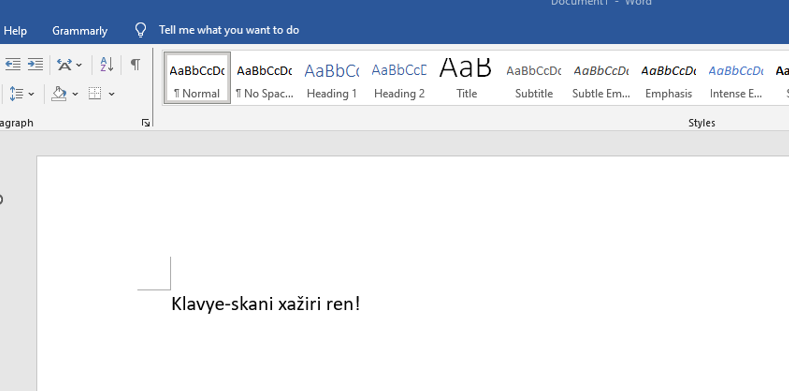 Document1 - Word
Help Grammarly Tell me what you want to do
AaBbCcDc AaBbCcDc AaBbCc AaBbCcD AaB AaBbCcDc AaBbCcDc AaBbCcDc AaBbCcDc
¶ Normal ¶ No Spac... Heading 1 Heading 2 Title Subtitle Subtle Em... Emphasis Intense E...
Styles
Klavye-skani xažiri ren!